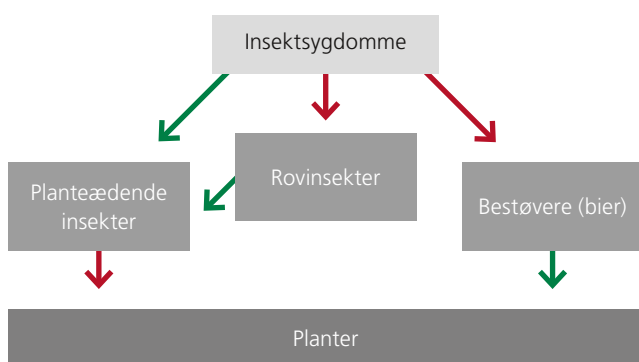 Insektsygdomme
Planteædende
insekter
Rovinsekter
Bestøvere (bier)
Planter